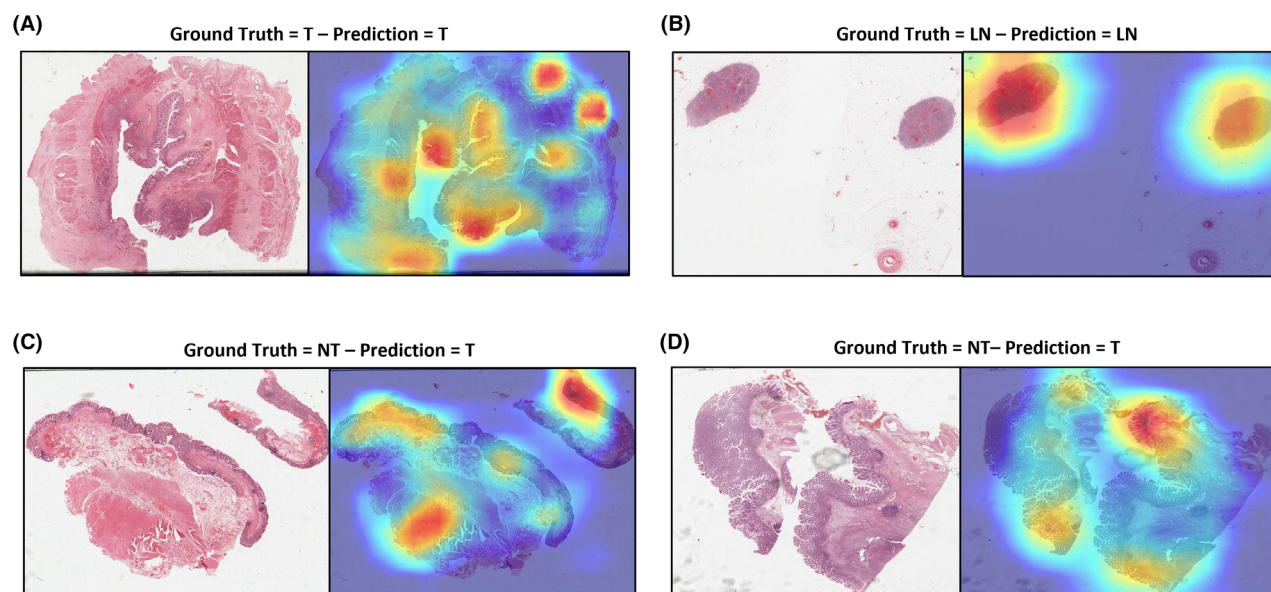 (A)
Ground Truth = T – Prediction = T
(B)
Ground Truth = LN – Prediction = LN
(C)
Ground Truth = NT – Prediction = T
(D)
Ground Truth = NT– Prediction = T